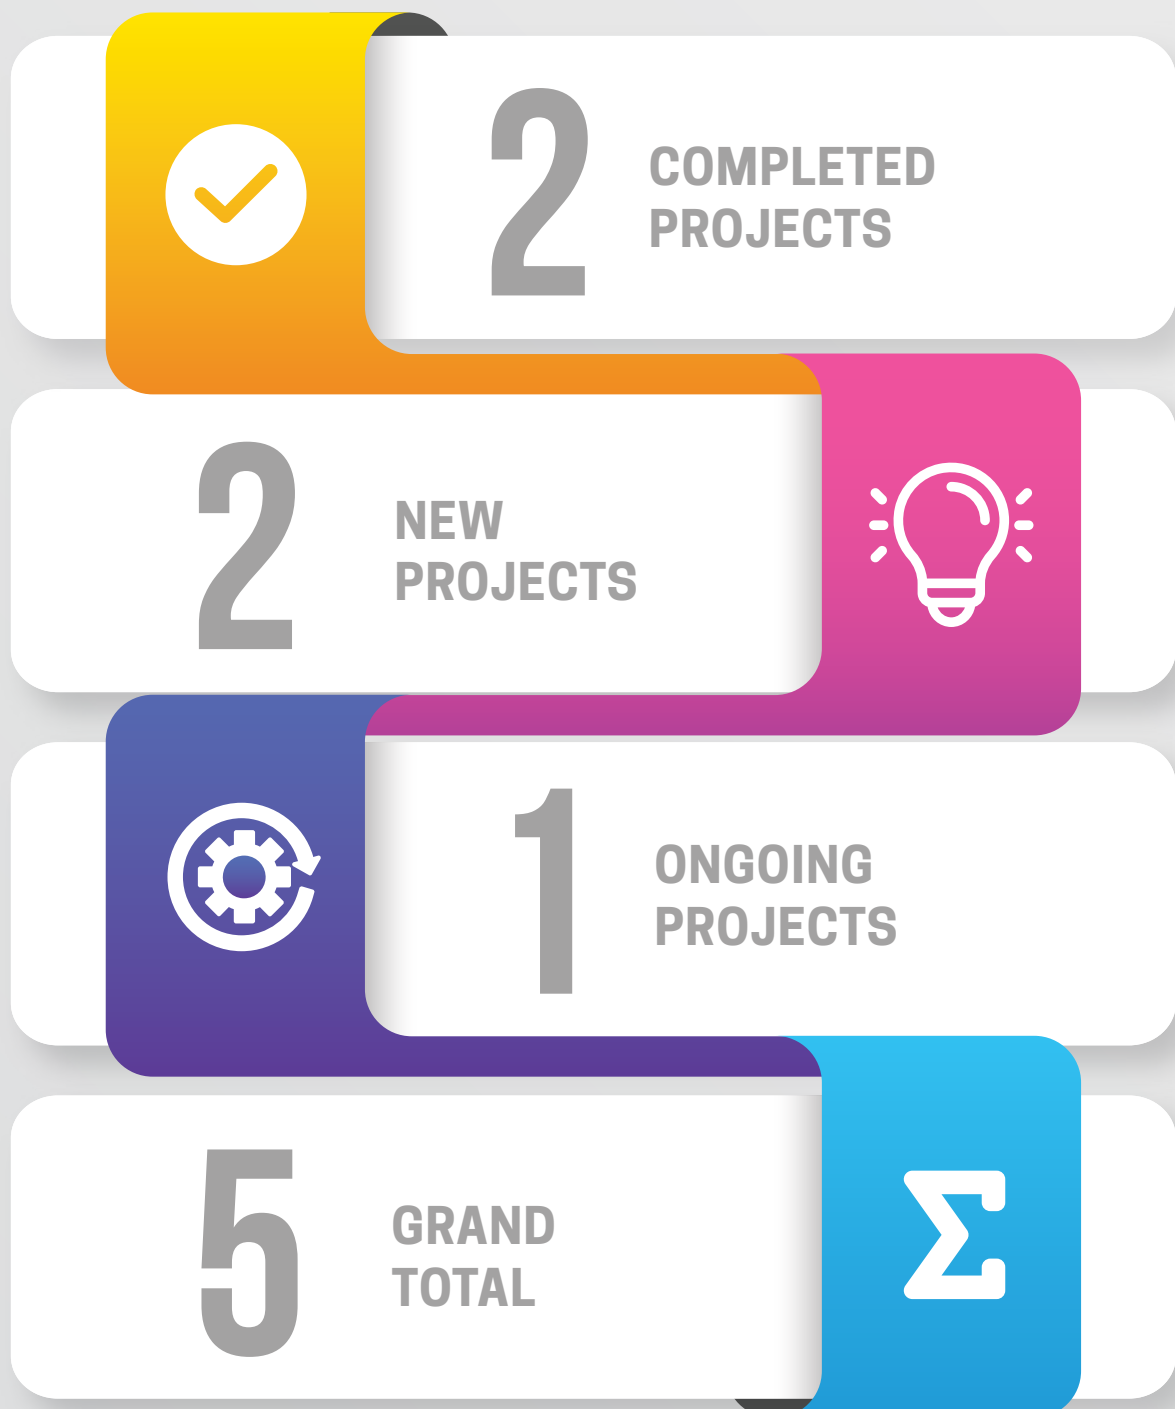 2
COMPLETED
PROJECTS
2
NEW
PROJECTS
1
ONGOING
PROJECTS
5
GRAND
TOTAL
Σ